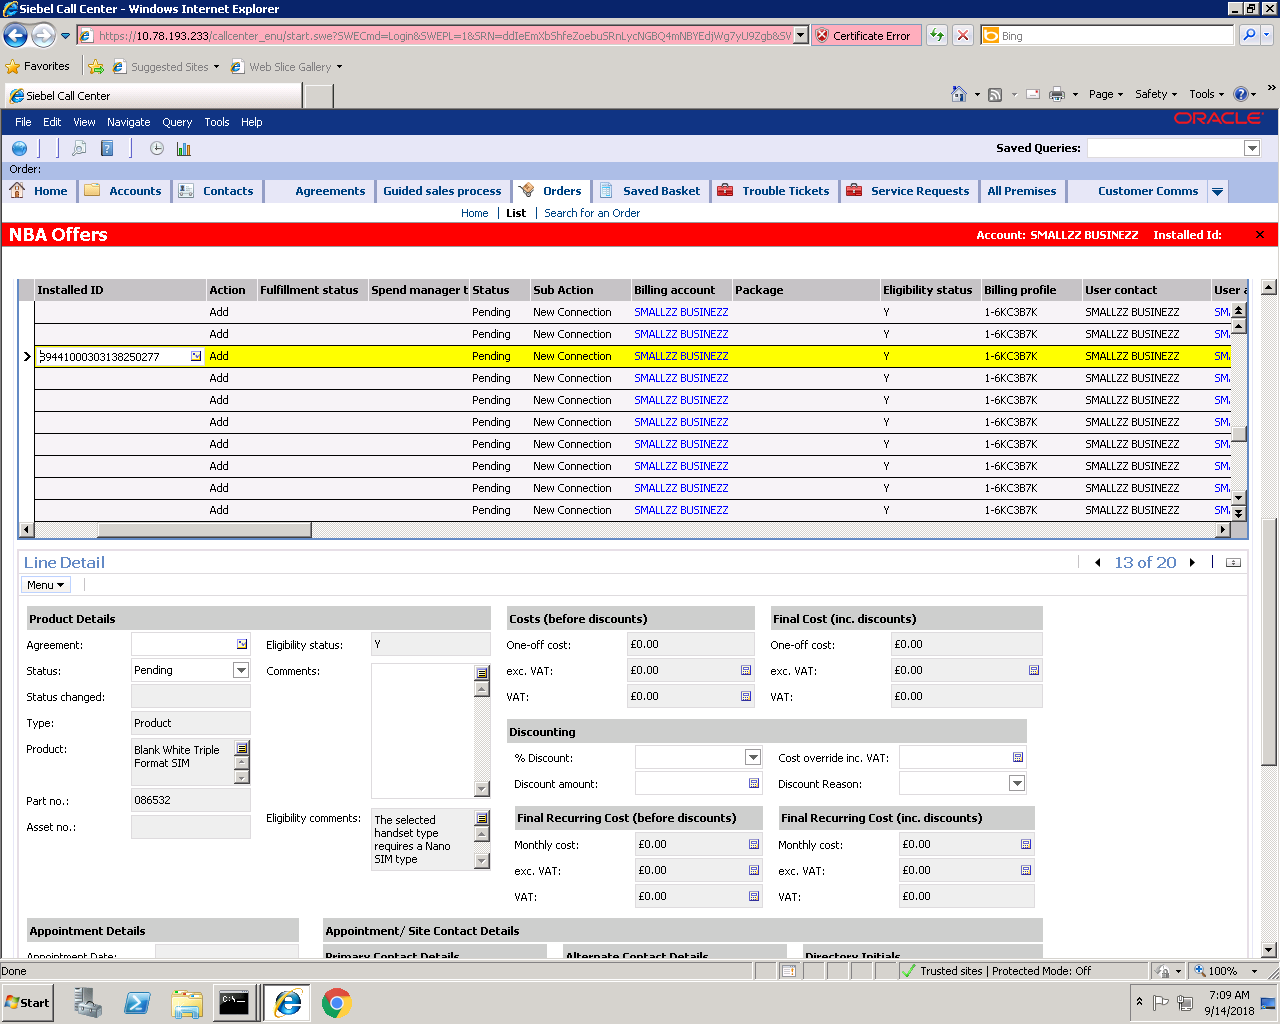 Siebel Call Center - Windows Internet Explorer
https://10.78.193.233/callcenter_enu/start.swe?SWECmd=Login&SWEPL=1&SRN=ddIeEmXbShfeZoebuSRnLycNGBQ4mNBYEdjWg7yU9Zgb&SV
Certificate Error
Bing
Favorites
Suggested Sites
Web Slice Gallery
Siebel Call Center
Page
Safety
Tools
File Edit View Navigate Query Tools Help
ORACLE
Saved Queries:
Order:
Home Accounts Contacts Agreements Guided sales process Orders Saved Basket Trouble Tickets Service Requests All Premises Customer Comms
Home | List | Search for an Order
NBA Offers Account: SMALLZZ BUSINEZZ Installed Id:
Installed ID Action Fulfillment status Spend manager t Status Sub Action Billing account Package Eligibility status Billing profile User contact User a
Add Pending New Connection SMALLZZ BUSINEZZ Y 1-6KC3B7K SMALLZZ BUSINEZZ SM
Add Pending New Connection SMALLZZ BUSINEZZ Y 1-6KC3B7K SMALLZZ BUSINEZZ SM
39441000303138250277 Add Pending New Connection SMALLZZ BUSINEZZ Y 1-6KC3B7K SMALLZZ BUSINEZZ SM
Add Pending New Connection SMALLZZ BUSINEZZ Y 1-6KC3B7K SMALLZZ BUSINEZZ SM
Add Pending New Connection SMALLZZ BUSINEZZ Y 1-6KC3B7K SMALLZZ BUSINEZZ SM
Add Pending New Connection SMALLZZ BUSINEZZ Y 1-6KC3B7K SMALLZZ BUSINEZZ SM
Add Pending New Connection SMALLZZ BUSINEZZ Y 1-6KC3B7K SMALLZZ BUSINEZZ SM
Add Pending New Connection SMALLZZ BUSINEZZ Y 1-6KC3B7K SMALLZZ BUSINEZZ SM
Add Pending New Connection SMALLZZ BUSINEZZ Y 1-6KC3B7K SMALLZZ BUSINEZZ SM
Add Pending New Connection SMALLZZ BUSINEZZ Y 1-6KC3B7K SMALLZZ BUSINEZZ SM
Line Detail
13 of 20
Menu
Product Details
Agreement:
Status: Pending
Status changed:
Type: Product
Product: Blank White Triple
Format SIM
Part no.: 086532
Asset no.:
Eligibility status: Y
Comments:
Eligibility comments: The selected
handset type
requires a Nano
SIM type
Costs (before discounts)
One-off cost: £0.00
exc. VAT: £0.00
VAT: £0.00
Final Cost (inc. discounts)
One-off cost: £0.00
exc. VAT: £0.00
VAT: £0.00
Discounting
% Discount:
Cost override inc. VAT:
Discount amount:
Discount Reason:
Final Recurring Cost (before discounts)
Monthly cost: £0.00
exc. VAT: £0.00
VAT: £0.00
Final Recurring Cost (inc. discounts)
Monthly cost: £0.00
exc. VAT: £0.00
VAT: £0.00
Appointment Details
Appointment Date:
Appointment/ Site Contact Details
Primary Contact Details
Alternate Contact Details
Directory Initials
Done
Trusted sites | Protected Mode: Off
100%
Start
7:09 AM
9/14/2018